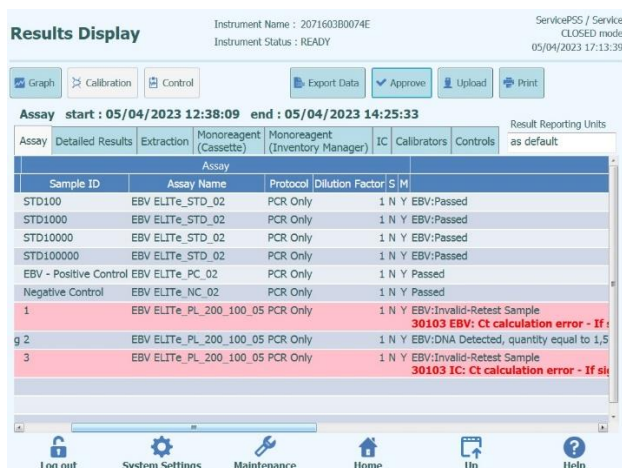 Results Display
Instrument Name : 2071603B0074E
Instrument Status : READY
ServicePSS / Service
CLOSED mode
05/04/2023 17:13:39
Graph Calibration Control Export Data Approve Upload Print
Assay start : 05/04/2023 12:38:09 end : 05/04/2023 14:25:33
Result Reporting Units
as default
Assay Detailed Results Extraction Monoreagent (Cassette) Monoreagent (Inventory Manager) IC Calibrators Controls
Assay
Sample ID Assay Name Protocol Dilution Factor S M
STD100 EBV ELITe_STD_02 PCR Only 1 N Y EBV:Passed
STD1000 EBV ELITe_STD_02 PCR Only 1 N Y EBV:Passed
STD10000 EBV ELITe_STD_02 PCR Only 1 N Y EBV:Passed
STD100000 EBV ELITe_STD_02 PCR Only 1 N Y EBV:Passed
EBV - Positive Control EBV ELITe_PC_02 PCR Only 1 N Y Passed
Negative Control EBV ELITe_NC_02 PCR Only 1 N Y Passed
1 EBV ELITe_PL_200_100_05 PCR Only 1 N Y EBV:Invalid-Retest Sample
30103 EBV: Ct calculation error - If
g 2 EBV ELITe_PL_200_100_05 PCR Only 1 N Y EBV:DNA Detected, quantity equal to 1,5
3 EBV ELITe_PL_200_100_05 PCR Only 1 N Y EBV:Invalid-Retest Sample
30103 IC: Ct calculation error - If
Log out System Settings Maintenance Home Up Help